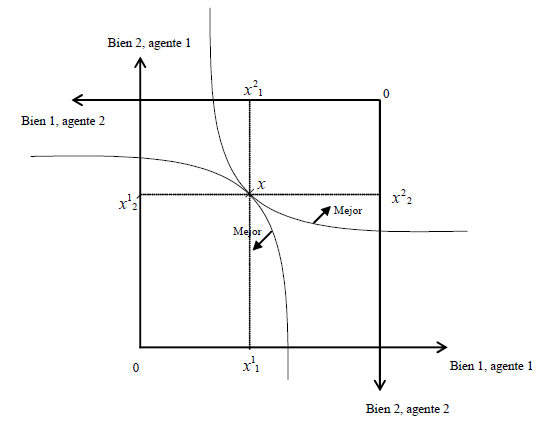 Bien 2, agente 1
x²₁
0
Bien 1, agente 2
x
x¹₂
x²₂
Mejor
Mejor
0
x¹₁
Bien 1, agente 1
Bien 2, agente 2